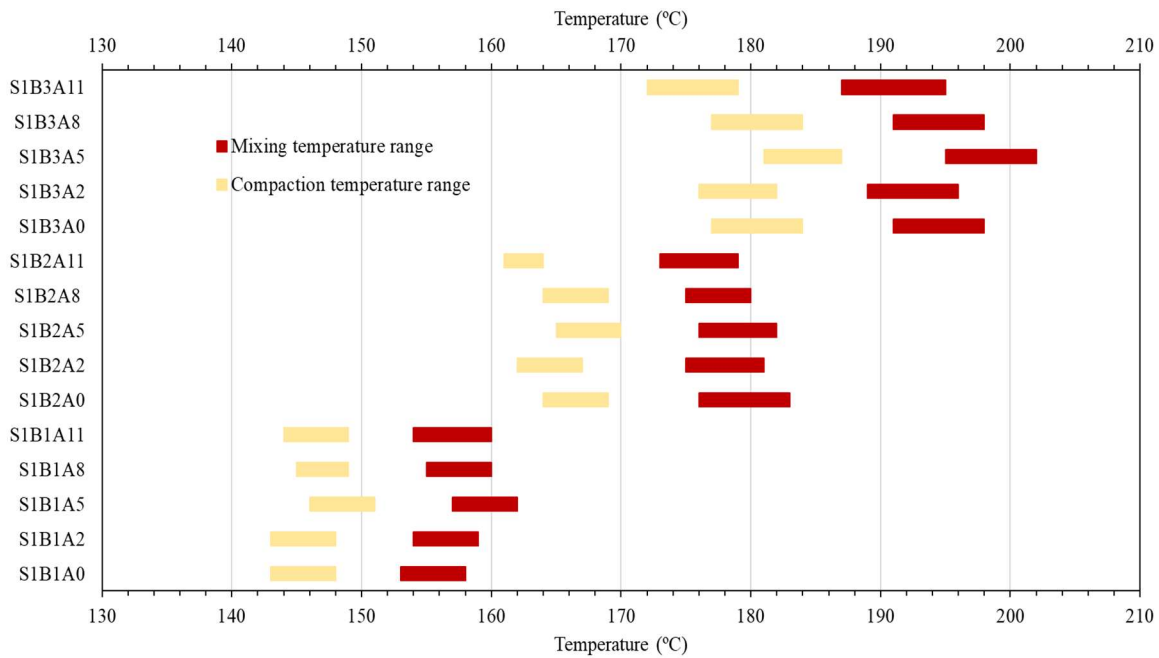 Temperature (ºC)
130 140 150 160 170 180 190 200 210
S1B3A11
S1B3A8
Mixing temperature range
S1B3A5
Compaction temperature range
S1B3A2
S1B3A0
S1B2A11
S1B2A8
S1B2A5
S1B2A2
S1B2A0
S1B1A11
S1B1A8
S1B1A5
S1B1A2
S1B1A0
130 140 150 160 170 180 190 200 210
Temperature (ºC)